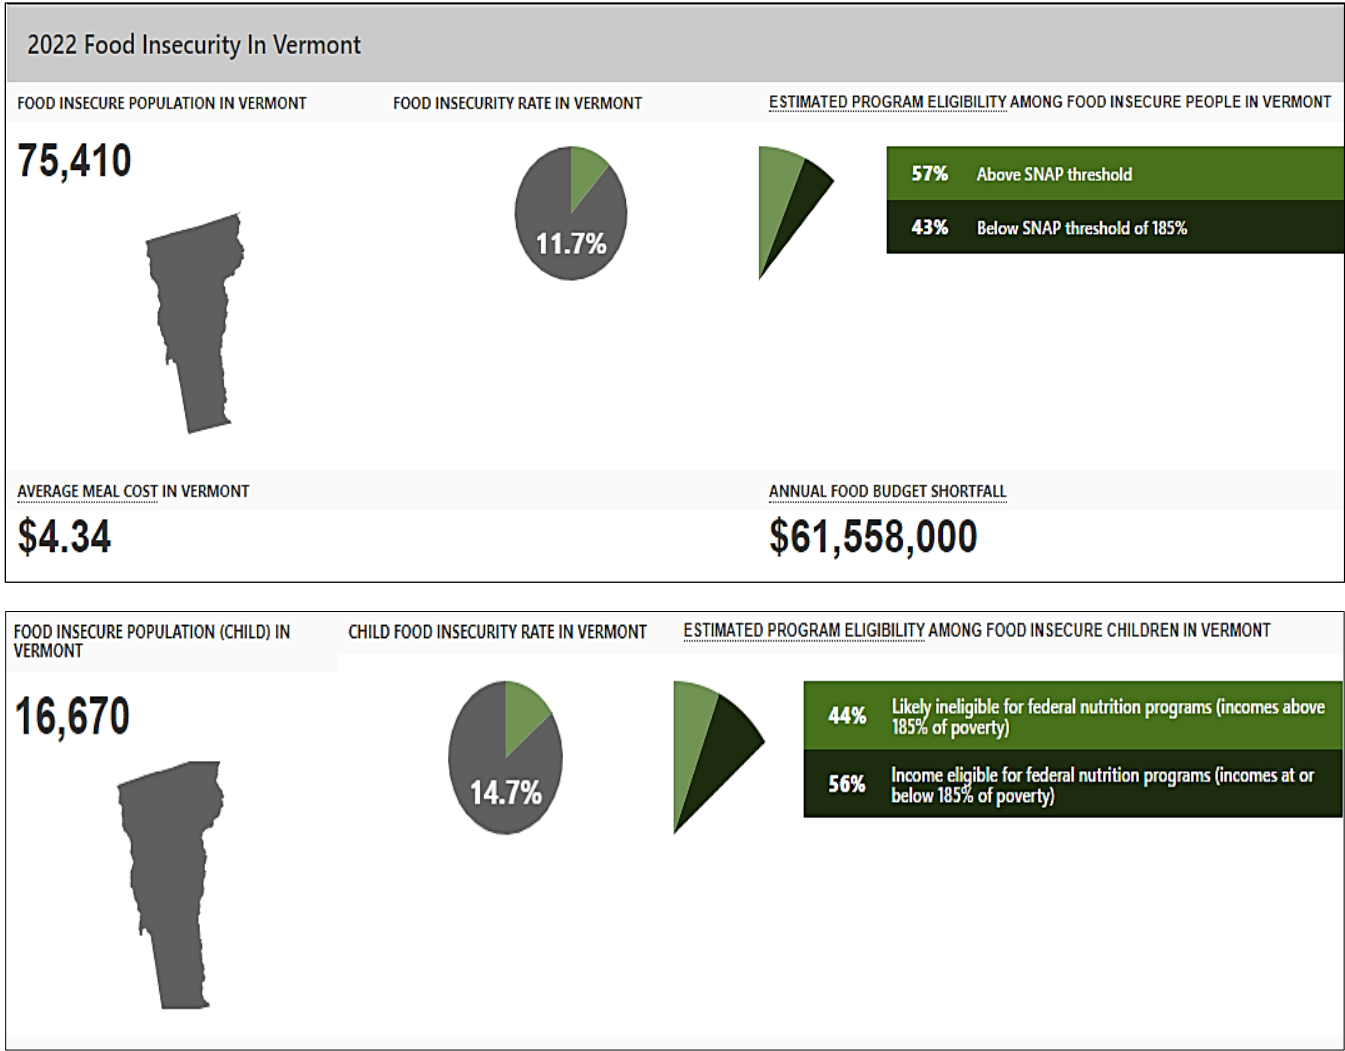 2022 Food Insecurity In Vermont
FOOD INSECURE POPULATION IN VERMONT
75,410
FOOD INSECURITY RATE IN VERMONT
11.7%
ESTIMATED PROGRAM ELIGIBILITY AMONG FOOD INSECURE PEOPLE IN VERMONT
57% Above SNAP threshold
43% Below SNAP threshold of 185%
AVERAGE MEAL COST IN VERMONT
$4.34
ANNUAL FOOD BUDGET SHORTFALL
$61,558,000
FOOD INSECURE POPULATION (CHILD) IN
VERMONT
16,670
CHILD FOOD INSECURITY RATE IN VERMONT
14.7%
ESTIMATED PROGRAM ELIGIBILITY AMONG FOOD INSECURE CHILDREN IN VERMONT
44% Likely ineligible for federal nutrition programs (incomes above
185% of poverty)
56% Income eligible for federal nutrition programs (incomes at or
below 185% of poverty)